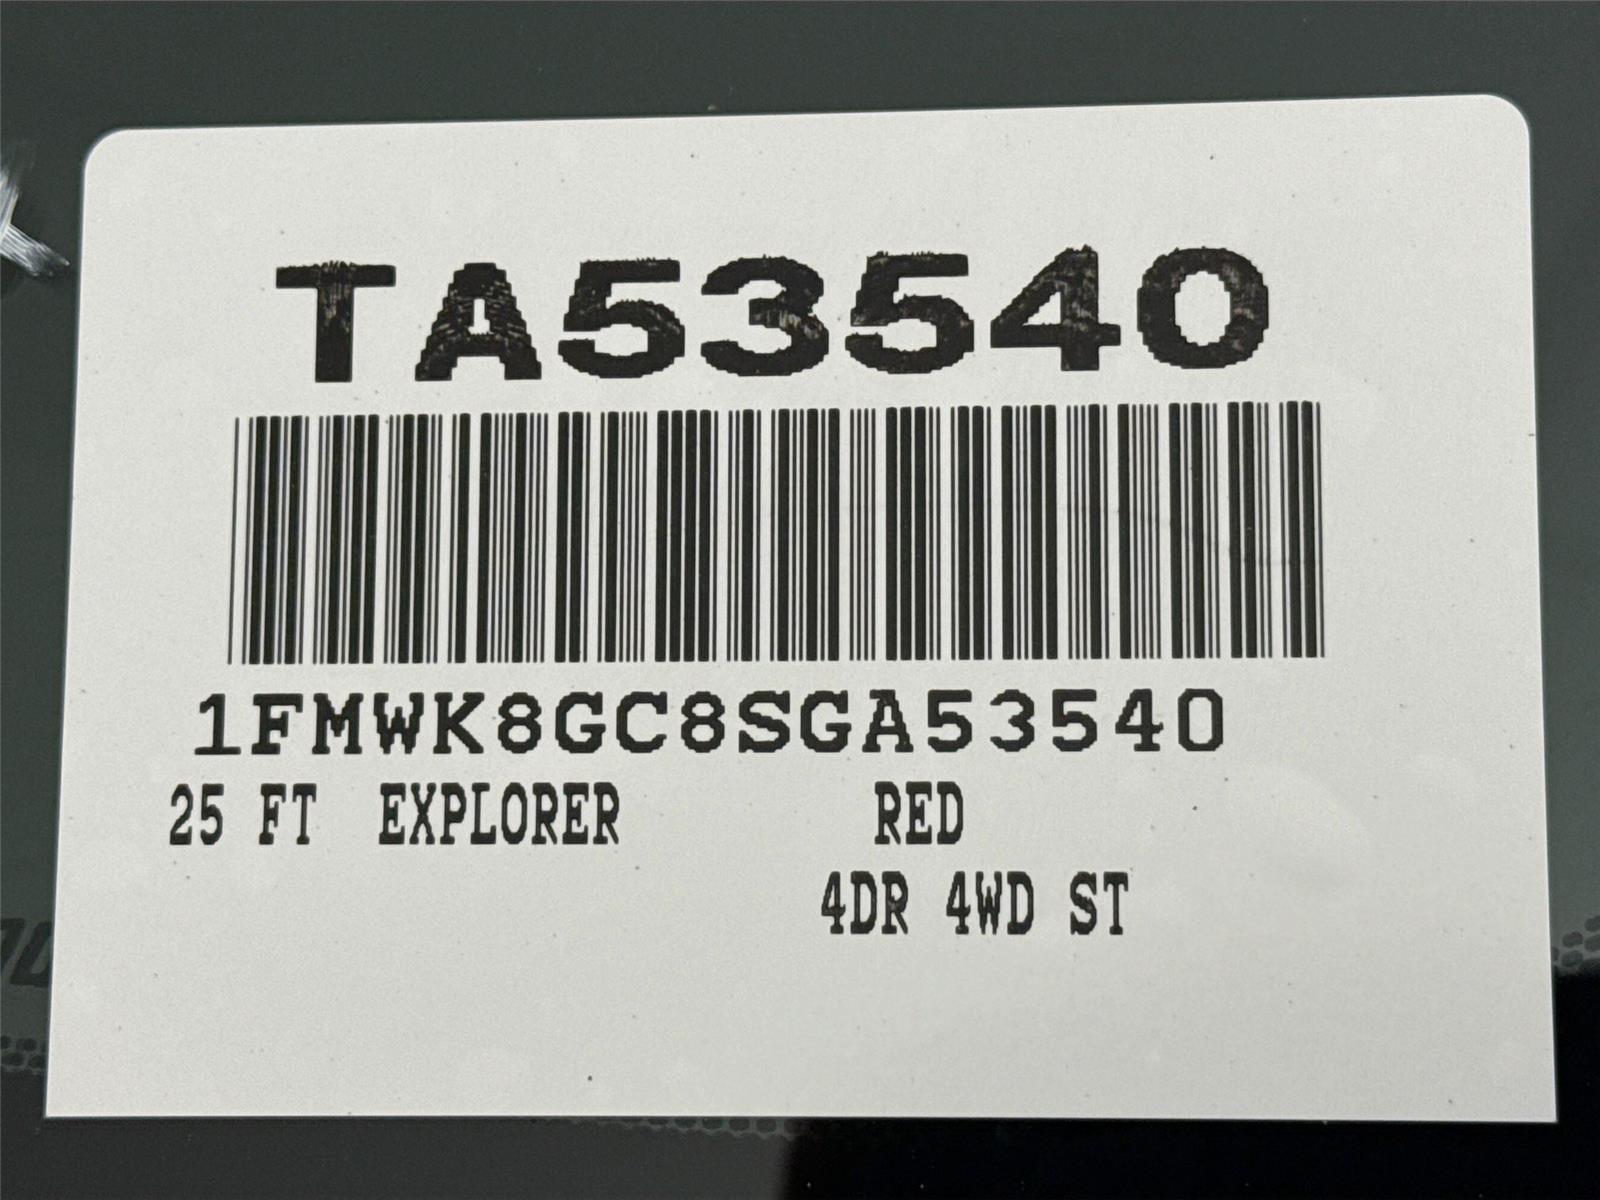 TA53540
1FMWK8GC8SGA53540
25 FT EXPLORER RED
4DR 4WD ST